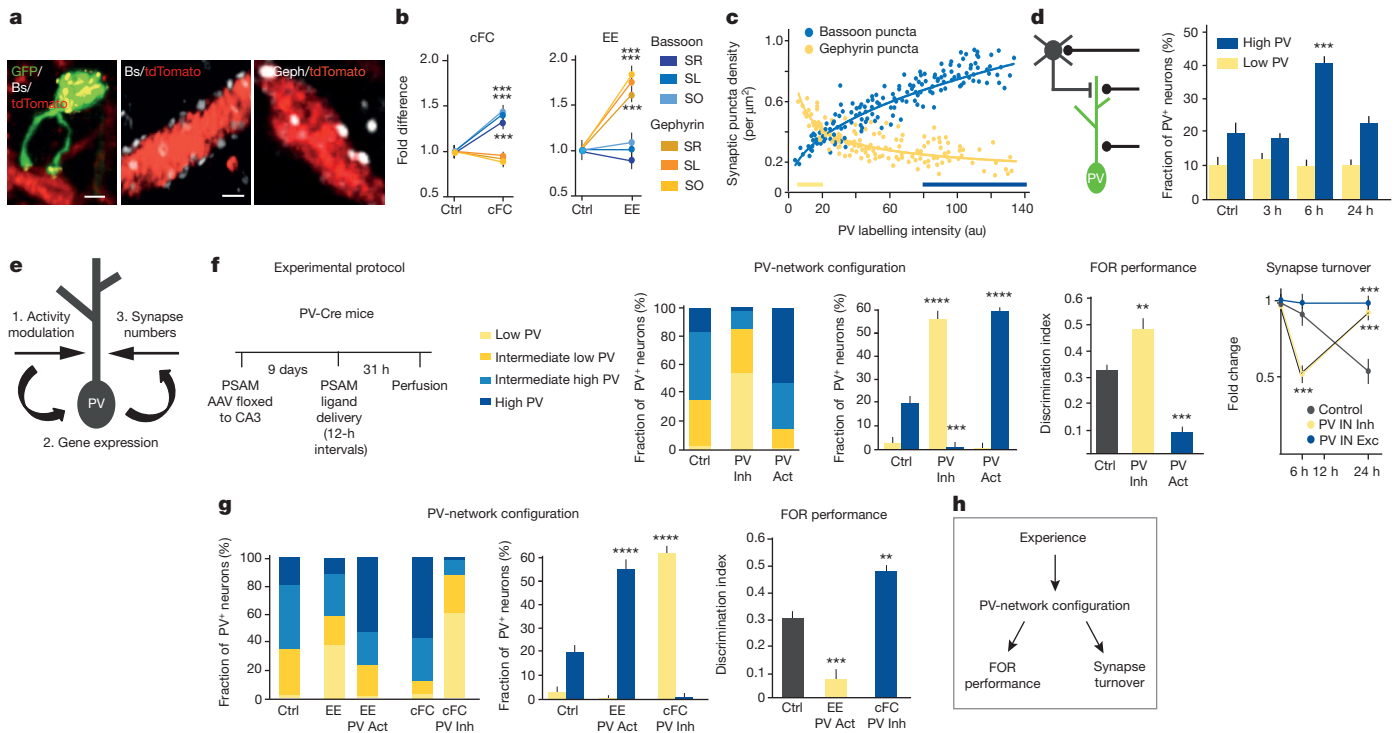 a
GFP/
Bs/
tdTomato
Bs/tdTomato
Geph/tdTomato
b
cFC
EE
Fold difference
2.0
1.5
1.0
0.5
***
***
***
Ctrl
cFC
2.0
1.5
1.0
0.5
***
***
***
Ctrl
EE
Bassoon
SR
SL
SO
Gephyrin
SR
SL
SO
c
Bassoon puncta
Gephyrin puncta
Synaptic puncta density
(per µm²)
1.0
0.6
0.4
0.2
0
20
60
100
140
PV labelling intensity (au)
d
PV
Fraction of PV⁺ neurons (%)
50
40
30
20
10
0
High PV
Low PV
***
Ctrl
3 h
6 h
24 h
e
1. Activity
modulation
3. Synapse
numbers
PV
2. Gene expression
f
Experimental protocol
PV-Cre mice
9 days
31 h
PSAM
AAV floxed
to CA3
PSAM
ligand
delivery
(12-h
intervals)
Perfusion
Low PV
Intermediate low PV
Intermediate high PV
High PV
PV-network configuration
Fraction of PV⁺ neurons (%)
100
80
60
40
20
0
Ctrl
PV
Inh
PV
Act
Fraction of PV⁺ neurons (%)
60
50
40
30
20
10
0
****
***
****
Ctrl
PV
Inh
PV
Act
FOR performance
Discrimination index
0.6
0.5
0.4
0.3
0.2
0.1
**
***
Ctrl
PV
Inh
PV
Act
Synapse turnover
Fold change
1
0.5
***
***
***
Control
PV IN Inh
PV IN Exc
6 h
12 h
24 h
g
PV-network configuration
Fraction of PV⁺ neurons (%)
100
80
60
40
20
0
Ctrl
EE
EE
PV Act
cFC
cFC
PV Inh
Fraction of PV⁺ neurons (%)
60
50
40
30
20
10
0
****
****
Ctrl
EE
PV Act
cFC
PV Inh
FOR performance
Discrimination index
0.6
0.5
0.4
0.3
0.2
0.1
0
***
**
Ctrl
EE
PV Act
cFC
PV Inh
h
Experience
PV-network configuration
FOR
performance
Synapse
turnover